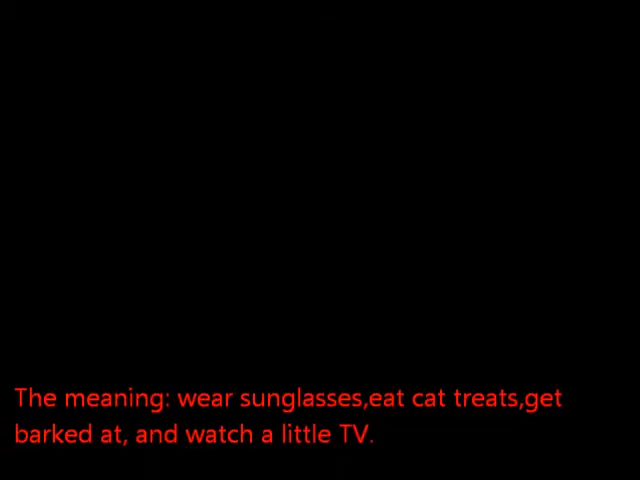 The meaning: wear sunglasses,eat cat treats,get
barked at, and watch a little TV.